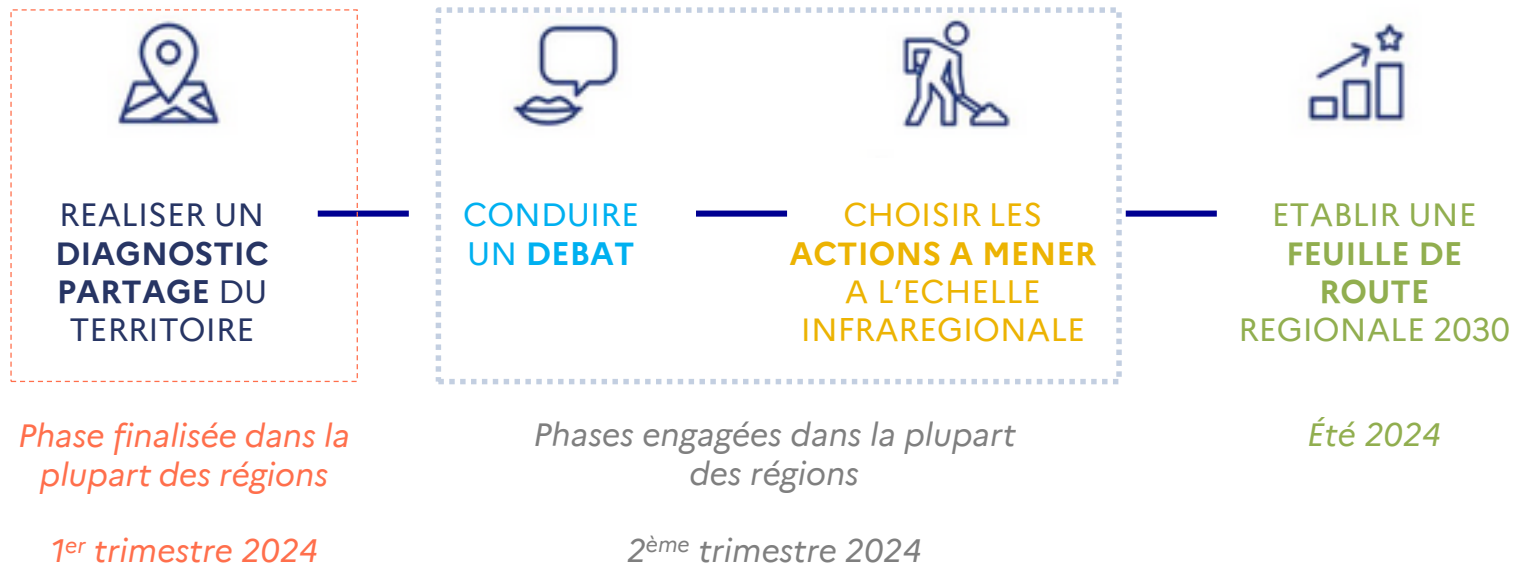 REALISER UN
DIAGNOSTIC
PARTAGE DU
TERRITOIRE
CONDUIRE
UN DEBAT
CHOISIR LES
ACTIONS A MENER
A L'ECHELLE
INFRAREGIONALE
ETABLIR UNE
FEUILLE DE
ROUTE
REGIONALE 2030
Phase finalisée dans la
plupart des régions
1er trimestre 2024
Phases engagées dans la plupart
des régions
2ème trimestre 2024
Été 2024